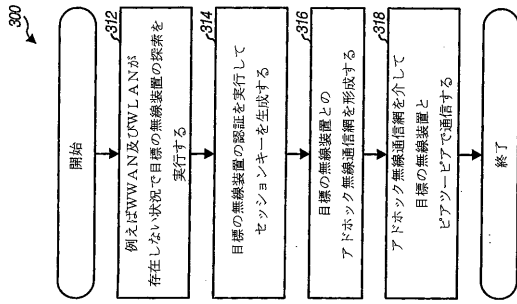 300
開始
312
例えばWWAN及びWLANが
存在しない状況で目標の無線装置の探索を
実行する
314
目標の無線装置の認証を実行して
セッションキーを生成する
316
目標の無線装置との
アドホック無線通信網を形成する
318
アドホック無線通信網を介して
目標の無線装置と
ピアツーピアで通信する
終了